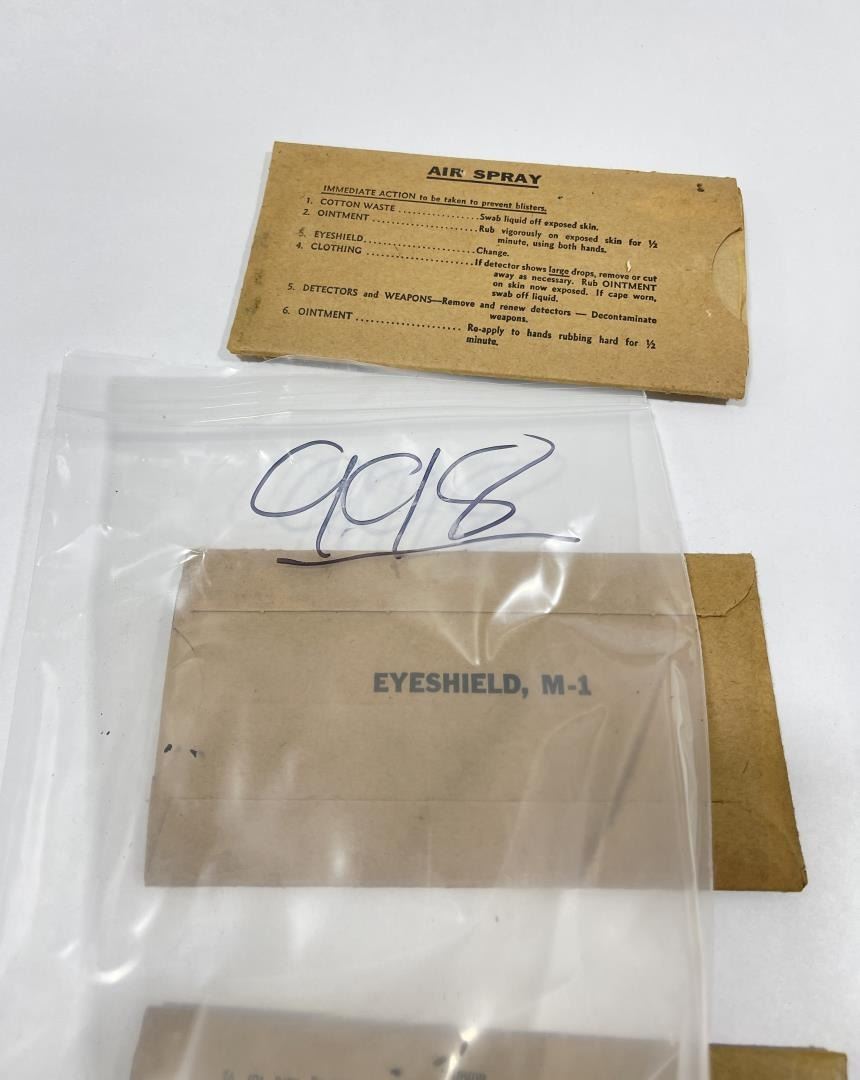 AIR SPRAY
IMMEDIATE ACTION to be taken to prevent blisters.
1. COTTON WASTE ................Swab liquid off exposed skin.
2. OINTMENT .....................Rub vigorously on exposed skin for ½
minute, using both hands.
3. EYESHIELD......................Change.
4. CLOTHING .....................If detector shows large drops, remove or cut
away as necessary. Rub OINTMENT
on skin now exposed. If cape worn,
swab off liquid.
5. DETECTORS and WEAPONS—Remove and renew detectors — Decontaminate
weapons.
6. OINTMENT .................... Re-apply to hands rubbing hard for ½
minute.
998
EYESHIELD, M-1